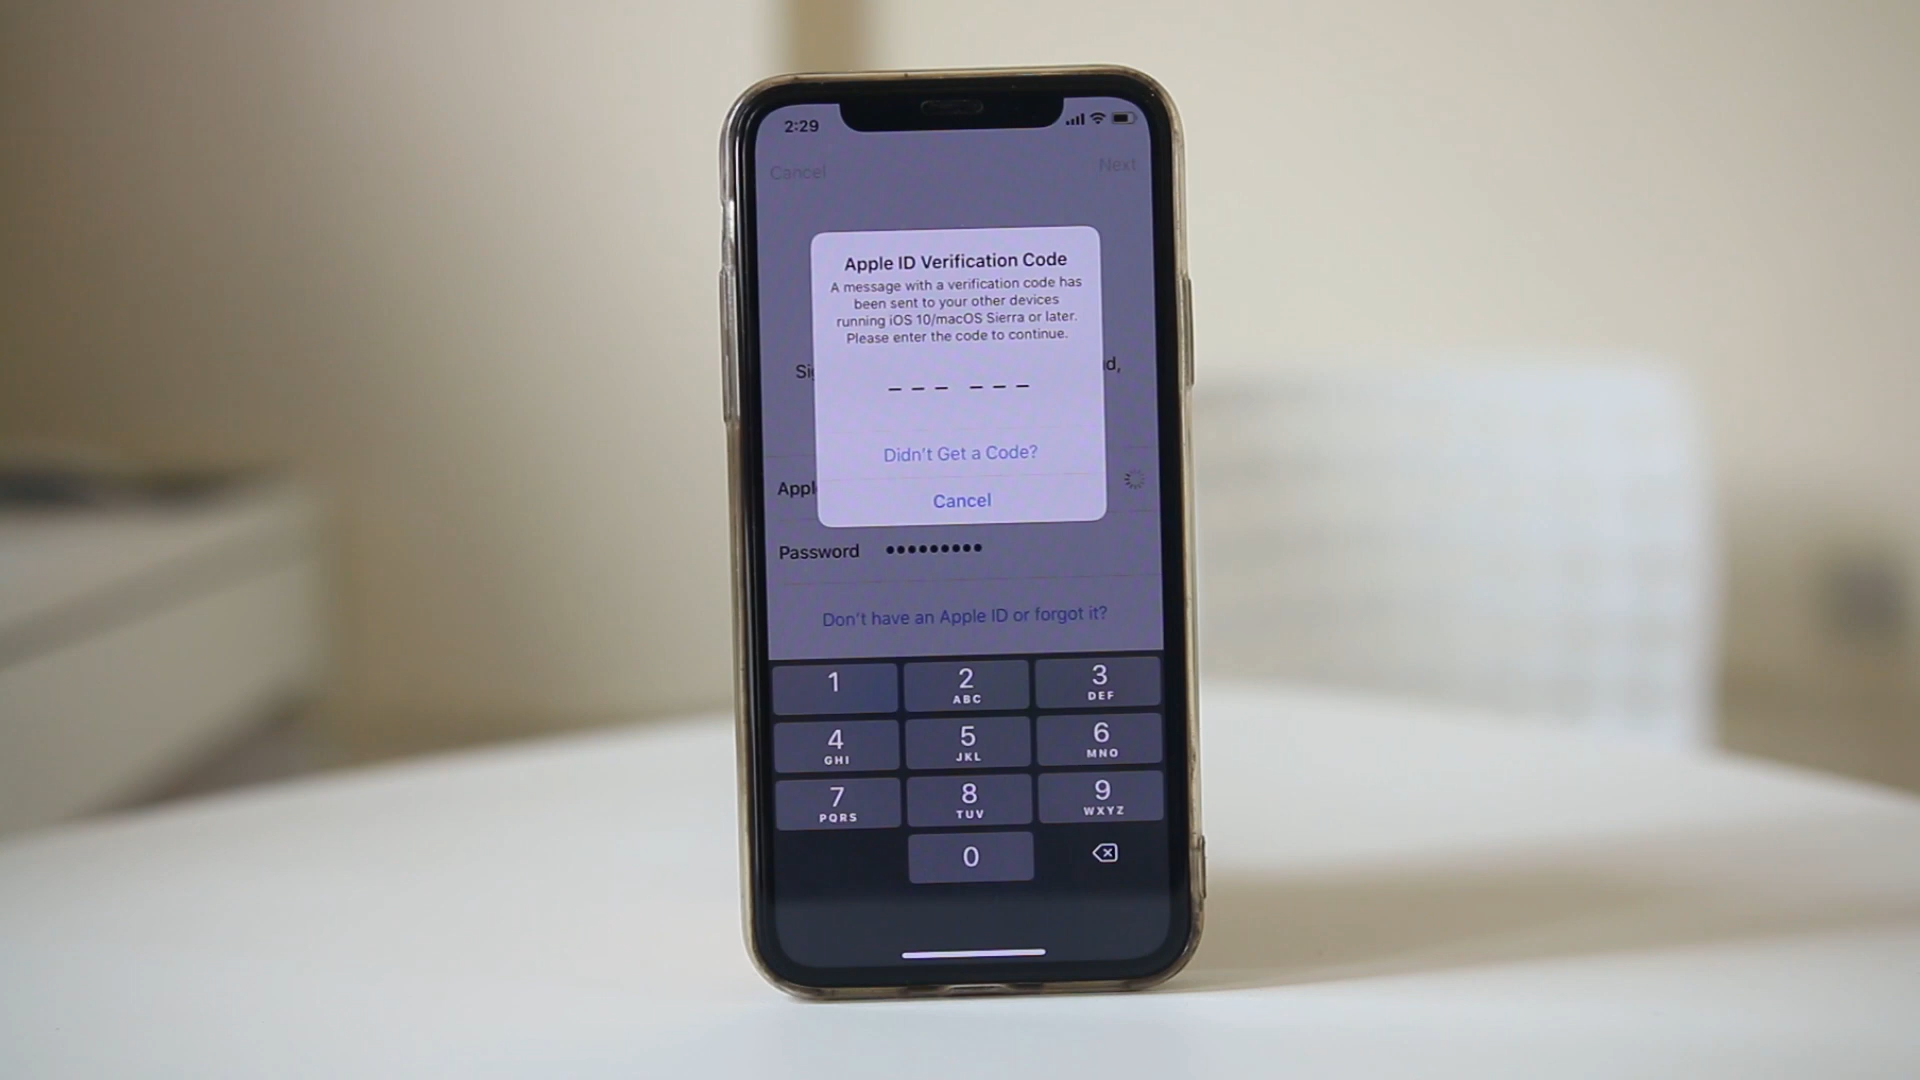 2:29
Cancel
Next
Apple ID Verification Code
A message with a verification code has
been sent to your other devices
running iOS 10/macOS Sierra or later.
Please enter the code to continue.
– – – – – –
Didn't Get a Code?
Cancel
Password •••••••••
Don't have an Apple ID or forgot it?
1
2
ABC
3
DEF
4
GHI
5
JKL
6
MNO
7
PQRS
8
TUV
9
WXYZ
0